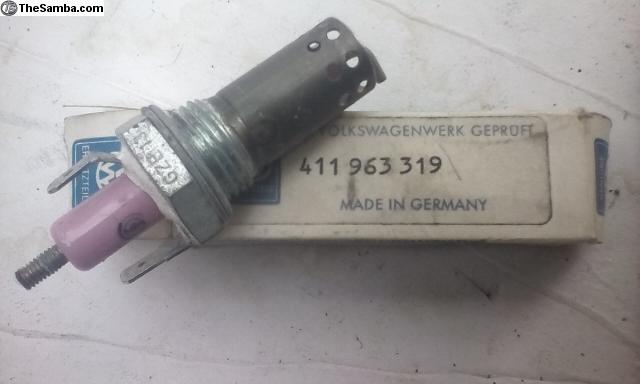 TheSamba.com
VOLKSWAGENWERK GEPRÜFT
411 963 319
MADE IN GERMANY